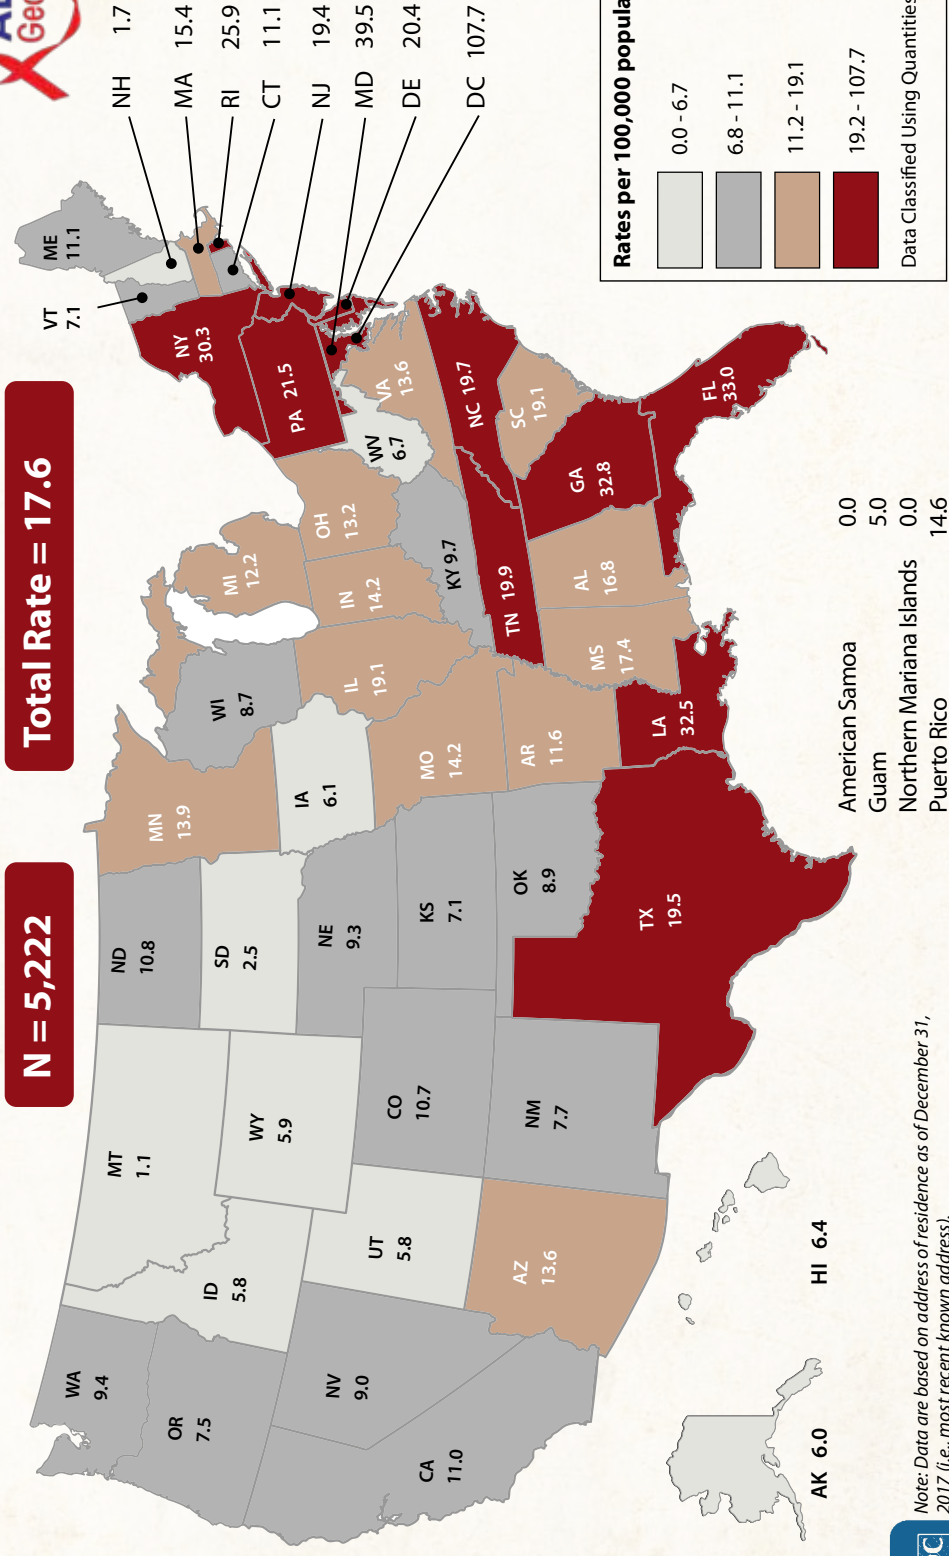 N = 5,222
Total Rate = 17.6
WA
9.4
OR
7.5
CA
11.0
NV
9.0
ID
5.8
MT
1.1
WY
5.9
UT
5.8
AZ
13.6
CO
10.7
NM
7.7
ND
10.8
SD
2.5
NE
9.3
KS
7.1
OK
8.9
TX
19.5
MN
13.9
IA
6.1
MO
14.2
AR
11.6
LA
32.5
WI
8.7
IL
19.1
MI
12.2
IN
14.2
OH
13.2
KY 9.7
TN 19.9
MS
17.4
AL
16.8
GA
32.8
FL
33.0
SC
19.1
NC 19.7
VA
13.6
WV
6.7
PA 21.5
NY
30.3
VT
7.1
ME
11.1
NH 1.7
MA 15.4
RI 25.9
CT 11.1
NJ 19.4
MD 39.5
DE 20.4
DC 107.7
AK 6.0
HI 6.4
American Samoa 0.0
Guam 5.0
Northern Mariana Islands 0.0
Puerto Rico 14.6
Rates per 100,000
0.0 - 6.7
6.8 - 11.1
11.2 - 19.1
19.2 - 107.7
Data Classified Using Quantities
Note: Data are based on address of residence as of December 31,
2017 (i.e., most recent known address).